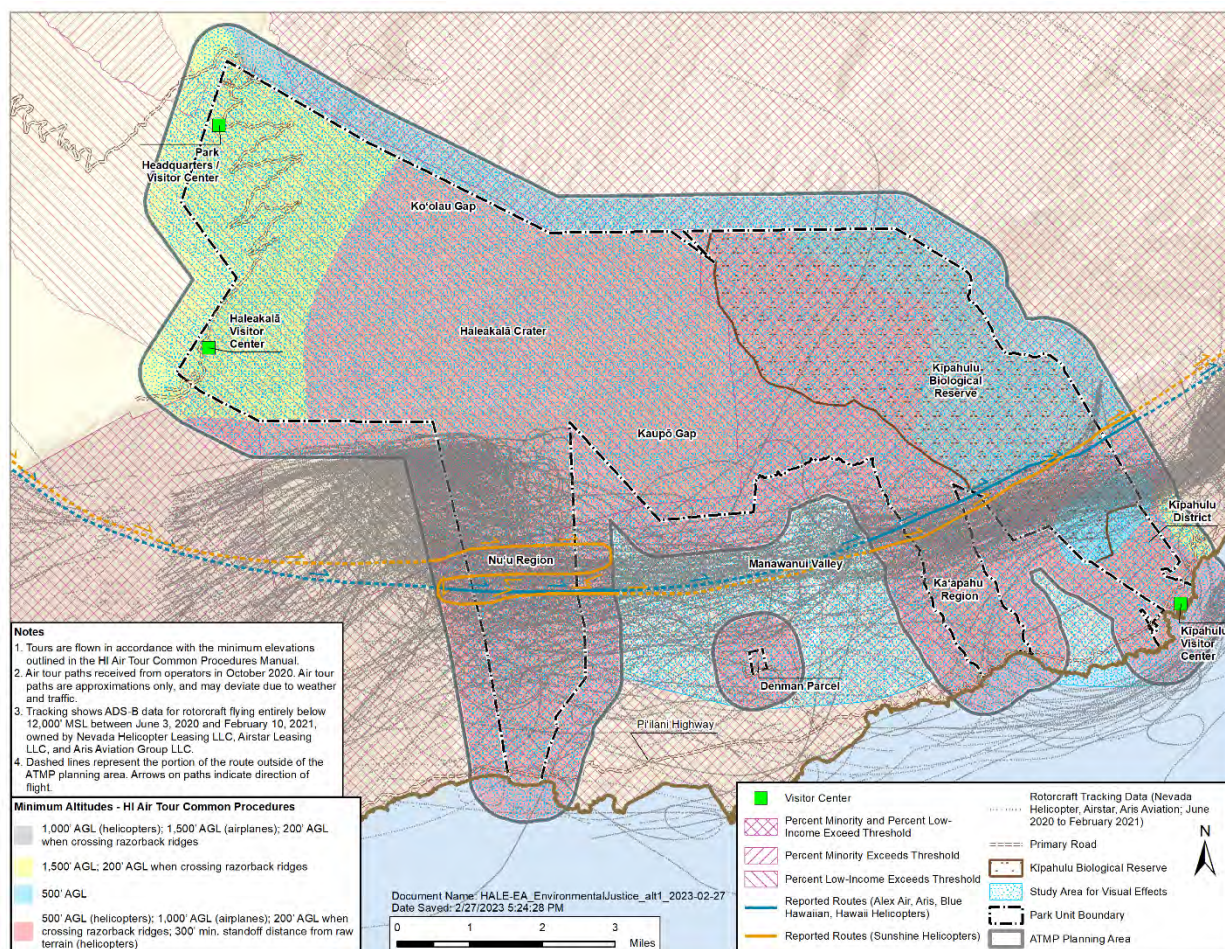 Park
Headquarters /
Visitor Center
Koʻolau Gap
Haleakalā
Visitor
Center
Haleakalā Crater
Kīpahulu
Biological
Reserve
Kaupō Gap
Kīpahulu
District
Nuʻu Region
Manawainui Valley
Kaʻāpahu
Region
Kīpahulu
Visitor
Center
Denman Parcel
Piʻilani Highway
Notes
1. Tours are flown in accordance with the minimum elevations
outlined in the HI Air Tour Common Procedures Manual.
2. Air tour paths received from operators in October 2020. Air tour
paths are approximations only, and may deviate due to weather
and traffic.
3. Tracking shows ADS-B data for rotorcraft flying entirely below
12,000' MSL between June 3, 2020 and February 10, 2021,
owned by Nevada Helicopter Leasing LLC, Airstar Leasing
LLC, and Aris Aviation Group LLC.
4. Dashed lines represent the portion of the route outside of the
ATMP planning area. Arrows on paths indicate direction of
flight.
Minimum Altitudes - HI Air Tour Common Procedures
1,000' AGL (helicopters); 1,500' AGL (airplanes); 200' AGL
when crossing razorback ridges
1,500' AGL; 200' AGL when crossing razorback ridges
500' AGL
500' AGL (helicopters); 1,000' AGL (airplanes); 200' AGL when
crossing razorback ridges; 300' min. standoff distance from raw
terrain (helicopters)
Document Name: HALE-EA_EnvironmentalJustice_alt1_2023-02-27
Date Saved: 2/27/2023 5:24:28 PM
0 1 2 3
Miles
Visitor Center
Percent Minority and Percent Low-
Income Exceed Threshold
Percent Minority Exceeds Threshold
Percent Low-Income Exceeds Threshold
Reported Routes (Alex Air, Aris, Blue
Hawaiian, Hawaii Helicopters)
Reported Routes (Sunshine Helicopters)
Rotorcraft Tracking Data (Nevada
Helicopter, Airstar, Aris Aviation; June
2020 to February 2021)
Primary Road
Kīpahulu Biological Reserve
Study Area for Visual Effects
Park Unit Boundary
ATMP Planning Area
N